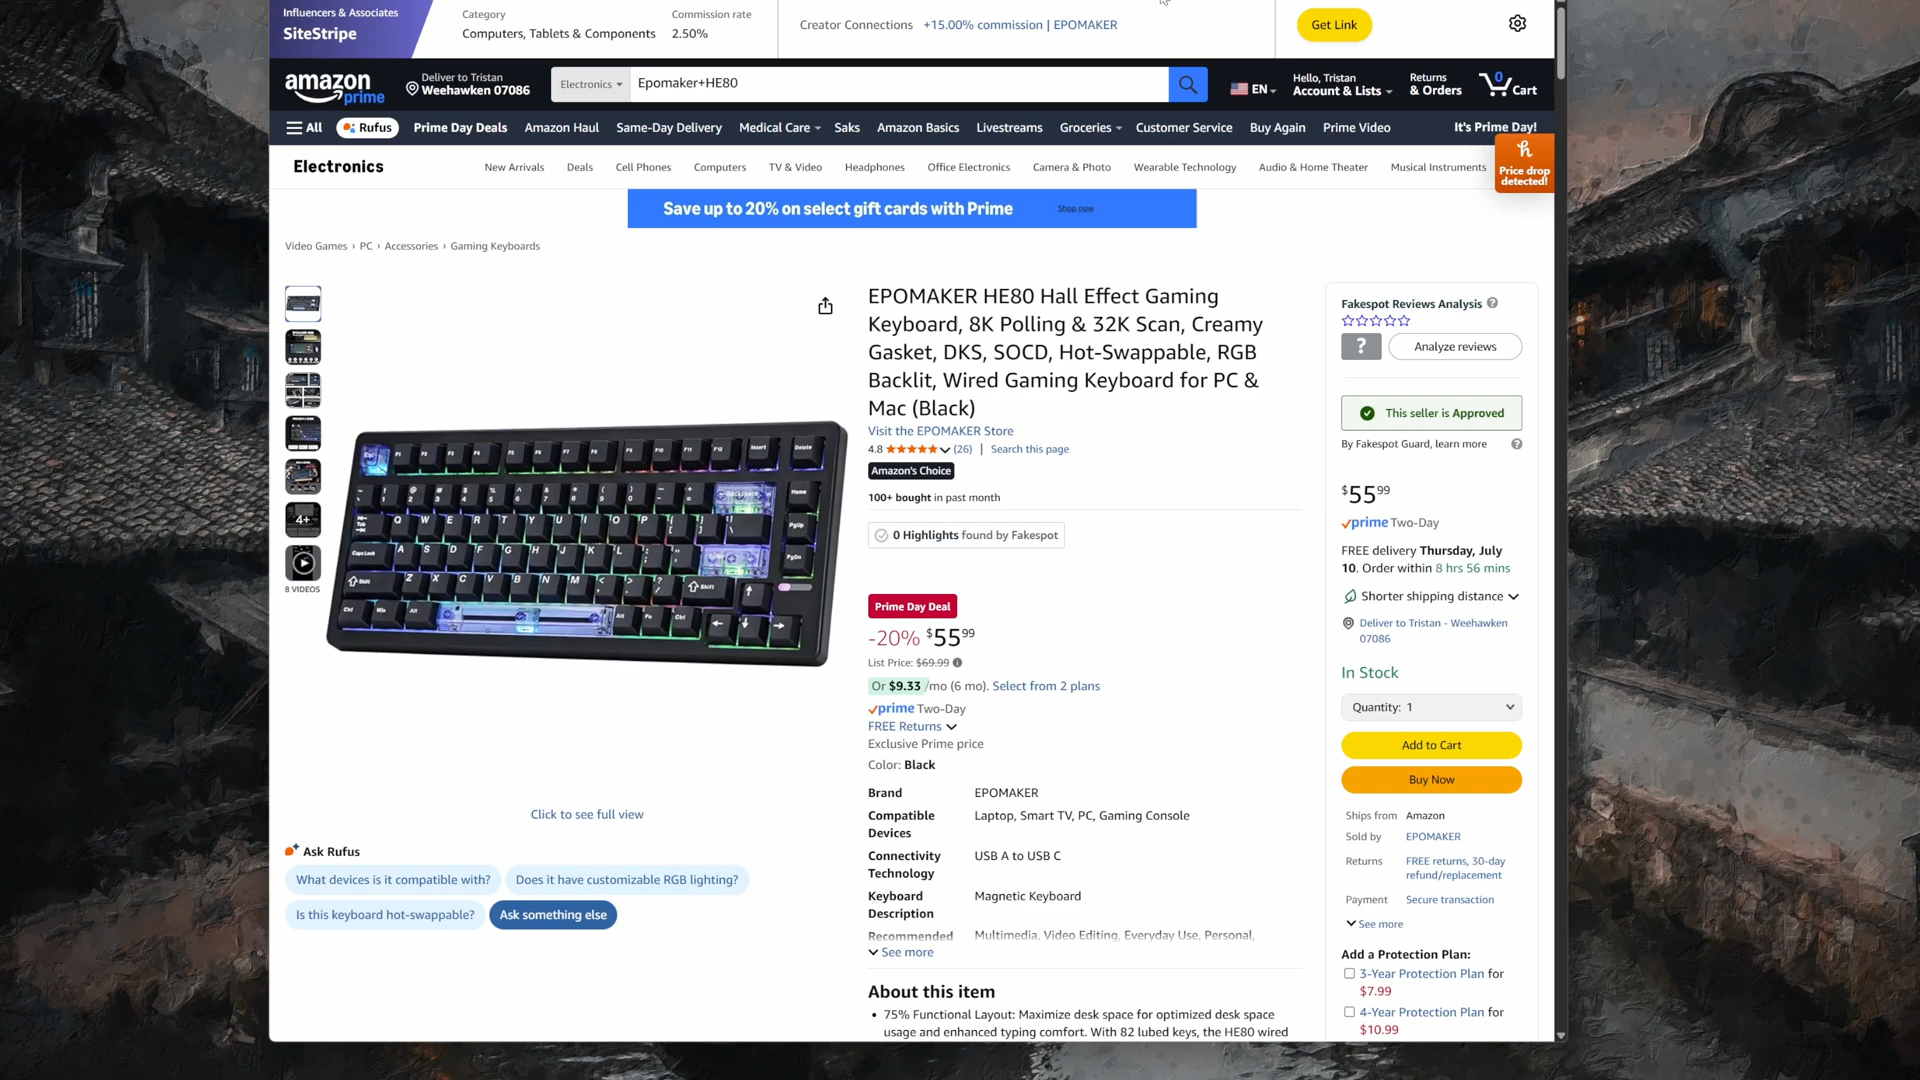 Influencers & Associates
SiteStripe
Category
Computers, Tablets & Components
Commission rate
2.50%
Creator Connections +15.00% commission | EPOMAKER
Get Link
amazon prime
Deliver to Tristan
Weehawken 07086
Electronics
Epomaker+HE80
EN
Hello, Tristan
Account & Lists
Returns
& Orders
0
Cart
All
Rufus
Prime Day Deals
Amazon Haul
Same-Day Delivery
Medical Care
Saks
Amazon Basics
Livestreams
Groceries
Customer Service
Buy Again
Prime Video
It's Prime Day!
Electronics
New Arrivals
Deals
Cell Phones
Computers
TV & Video
Headphones
Office Electronics
Camera & Photo
Wearable Technology
Audio & Home Theater
Musical Instruments
h
Price drop
detected!
Save up to 20% on select gift cards with Prime
Shop now
Video Games › PC › Accessories › Gaming Keyboards
4+
8 VIDEOS
Click to see full view
Ask Rufus
What devices is it compatible with?
Does it have customizable RGB lighting?
Is this keyboard hot-swappable?
Ask something else
EPOMAKER HE80 Hall Effect Gaming
Keyboard, 8K Polling & 32K Scan, Creamy
Gasket, DKS, SOCD, Hot-Swappable, RGB
Backlit, Wired Gaming Keyboard for PC &
Mac (Black)
Visit the EPOMAKER Store
4.8 (26) | Search this page
Amazon's Choice
100+ bought in past month
0 Highlights found by Fakespot
Prime Day Deal
-20% $55 99
List Price: $69.99
Or $9.33 /mo (6 mo). Select from 2 plans
prime Two-Day
FREE Returns
Exclusive Prime price
Color: Black
Brand EPOMAKER
Compatible Devices Laptop, Smart TV, PC, Gaming Console
Connectivity Technology USB A to USB C
Keyboard Description Magnetic Keyboard
Recommended Multimedia, Video Editing, Everyday Use, Personal,
See more
About this item
• 75% Functional Layout: Maximize desk space for optimized desk
usage and enhanced typing comfort. With 82 lubed keys, the HE80 wired
Fakespot Reviews Analysis
?
Analyze reviews
This seller is Approved
By Fakespot Guard, learn more
$55 99
prime Two-Day
FREE delivery Thursday, July
10. Order within 8 hrs 56 mins
Shorter shipping distance
Deliver to Tristan - Weehawken
07086
In Stock
Quantity: 1
Add to Cart
Buy Now
Ships from Amazon
Sold by EPOMAKER
Returns FREE returns, 30-day
refund/replacement
Payment Secure transaction
See more
Add a Protection Plan:
3-Year Protection Plan for
$7.99
4-Year Protection Plan for
$10.99